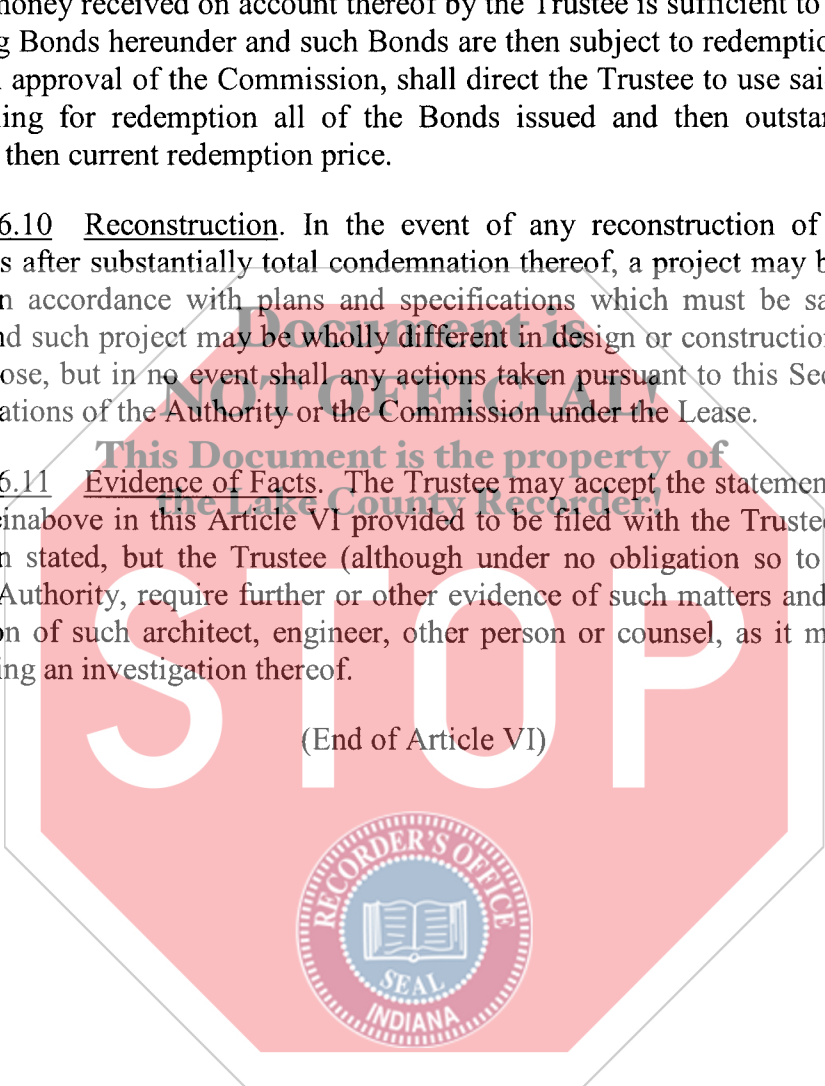 money received on account thereof by the Trustee is sufficient to
g Bonds hereunder and such Bonds are then subject to redemptio
approval of the Commission, shall direct the Trustee to use sai
ing for redemption all of the Bonds issued and then outstan
then current redemption price.
6.10 Reconstruction. In the event of any reconstruction of
s after substantially total condemnation thereof, a project may b
n accordance with plans and specifications which must be sa
nd such project may be wholly different in design or constructio
ose, but in no event shall any actions taken pursuant to this Sec
ations of the Authority or the Commission under the Lease.
6.11 Evidence of Facts. The Trustee may accept the statemen
einabove in this Article VI provided to be filed with the Trustee
n stated, but the Trustee (although under no obligation so to
Authority, require further or other evidence of such matters and
on of such architect, engineer, other person or counsel, as it m
ing an investigation thereof.
(End of Article VI)
Document is
NOT OFFICIAL!
This Document is the property of
the Lake County Recorder!
STOP
RECORDER'S OFFICE
SEAL
INDIANA